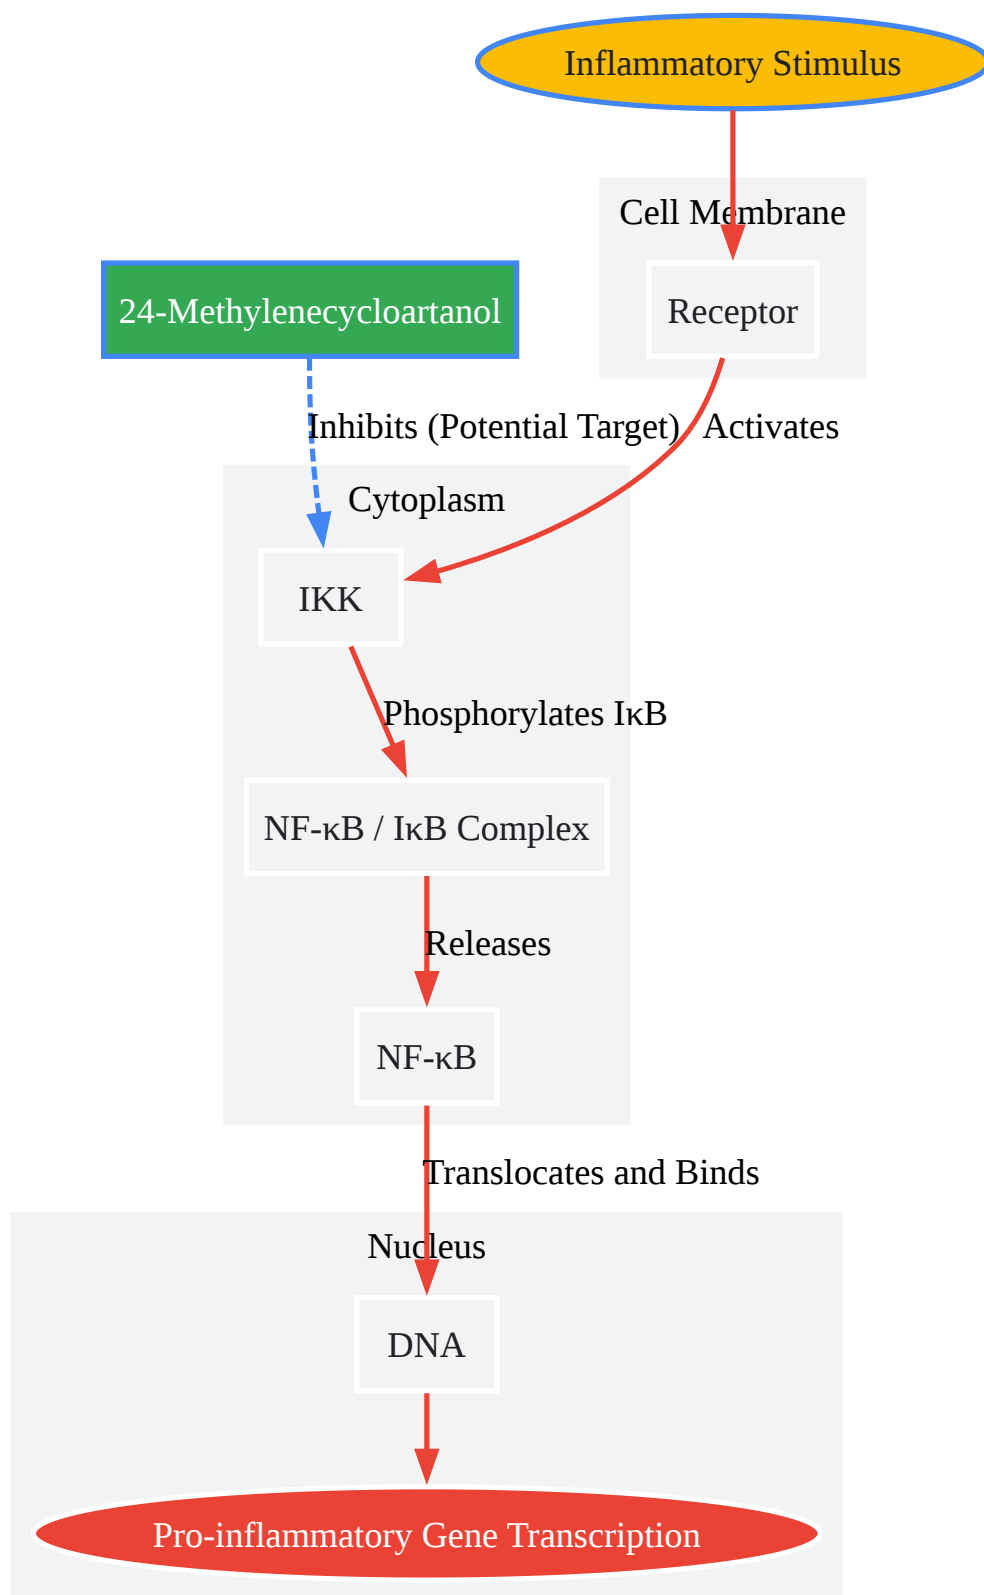 Inflammatory Stimulus
Cell Membrane
24-Methylenecycloartanol
Receptor
Inhibits (Potential Target)
Activates
Cytoplasm
IKK
Phosphorylates IκB
NF-κB / IκB Complex
Releases
NF-κB
Translocates and Binds
Nucleus
DNA
Pro-inflammatory Gene Transcription